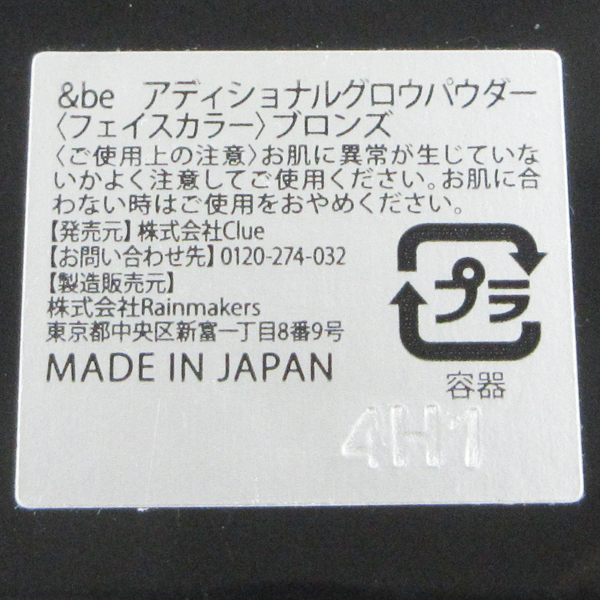 &be アディショナルグロウパウダー
〈フェイスカラー〉ブロンズ
〈ご使用上の注意〉お肌に異常が生じていな
いかよく注意してご使用ください。お肌に合
わない時はご使用をおやめください。
【発売元】株式会社Clue
【お問い合わせ先】0120-274-032
【製造販売元】
株式会社Rainmakers
東京都中央区新富一丁目8番9号
MADE IN JAPAN
プラ
容器
4H1